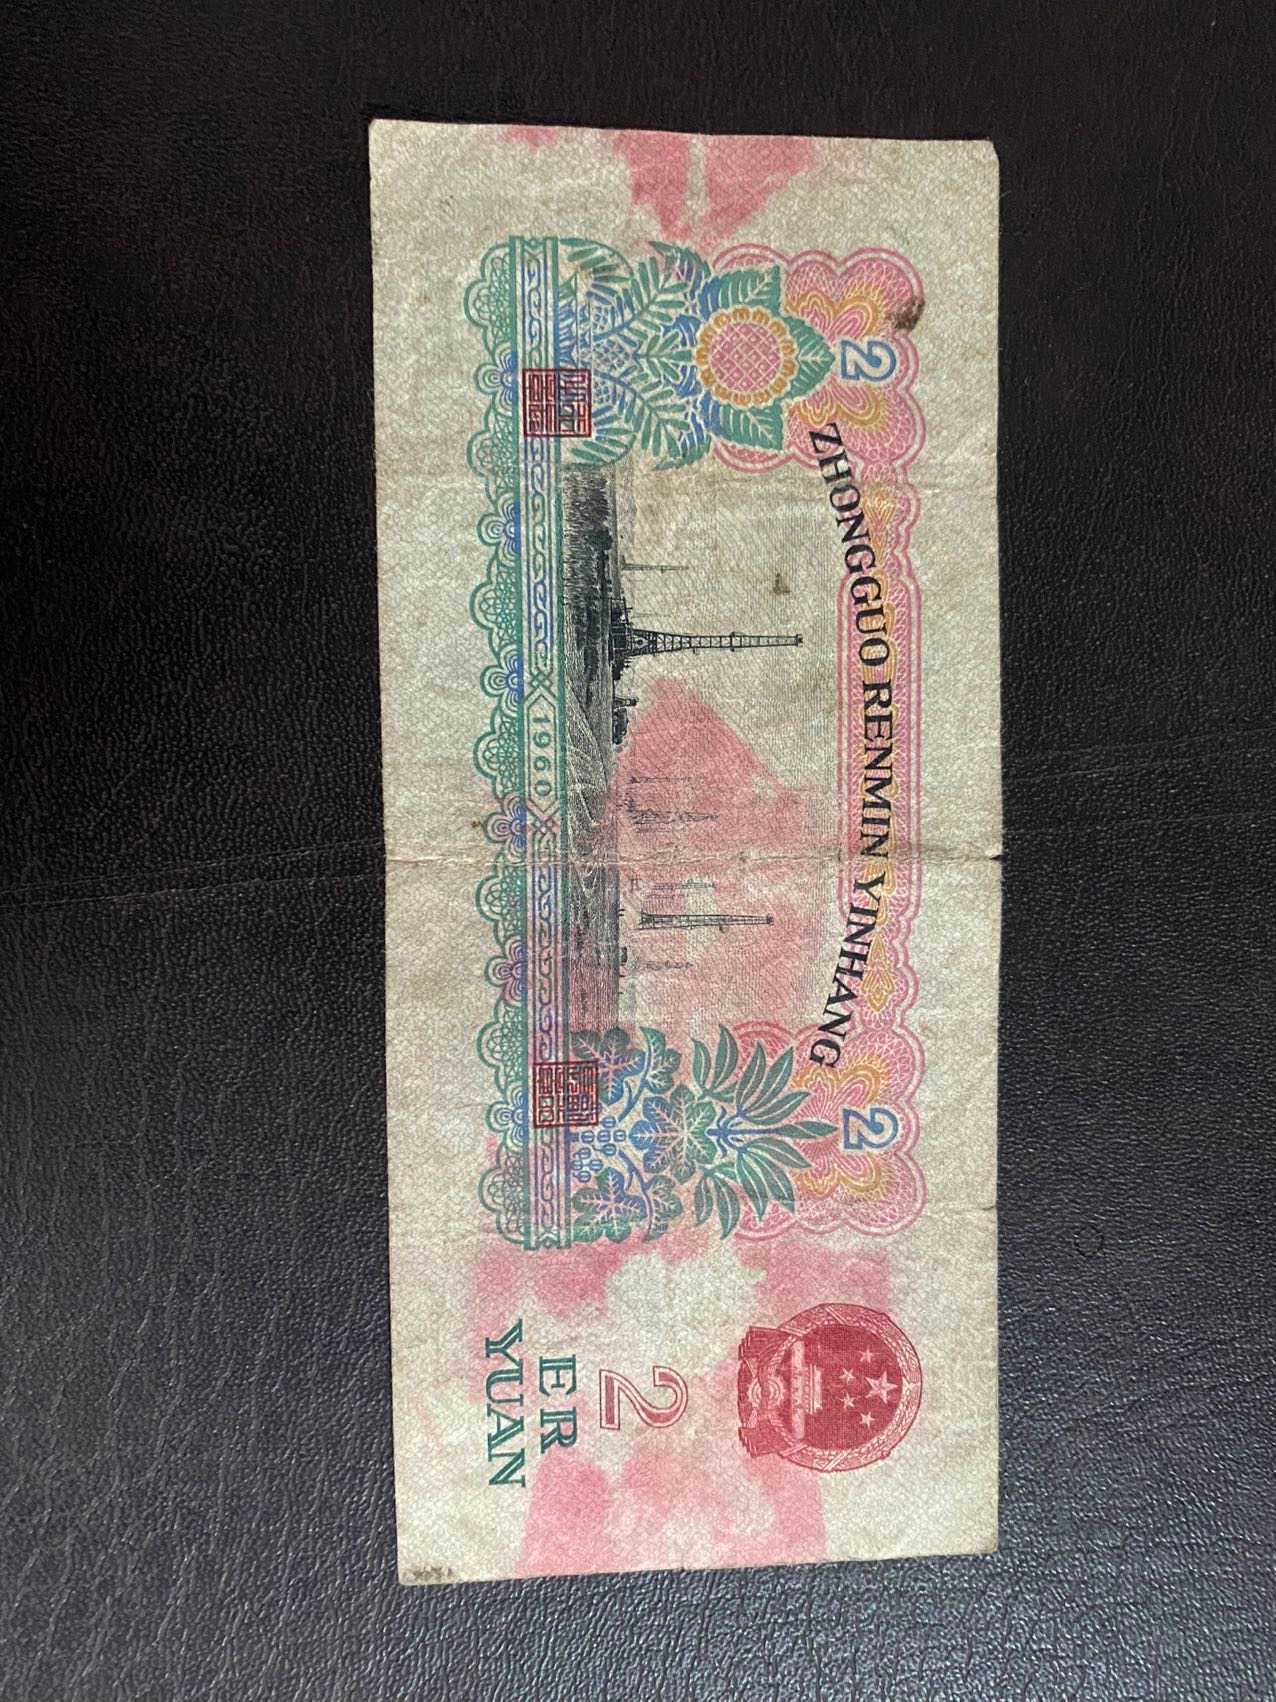 ZHONGGUO RENMIN YINHANG
2
2
1960
2
ER
YUAN